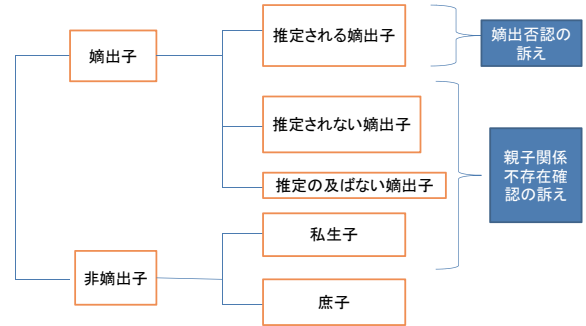 嫡出子
推定される嫡出子
嫡出否認の
訴え
推定されない嫡出子
推定の及ばない嫡出子
親子関係
不存在確
認の訴え
非嫡出子
私生子
庶子